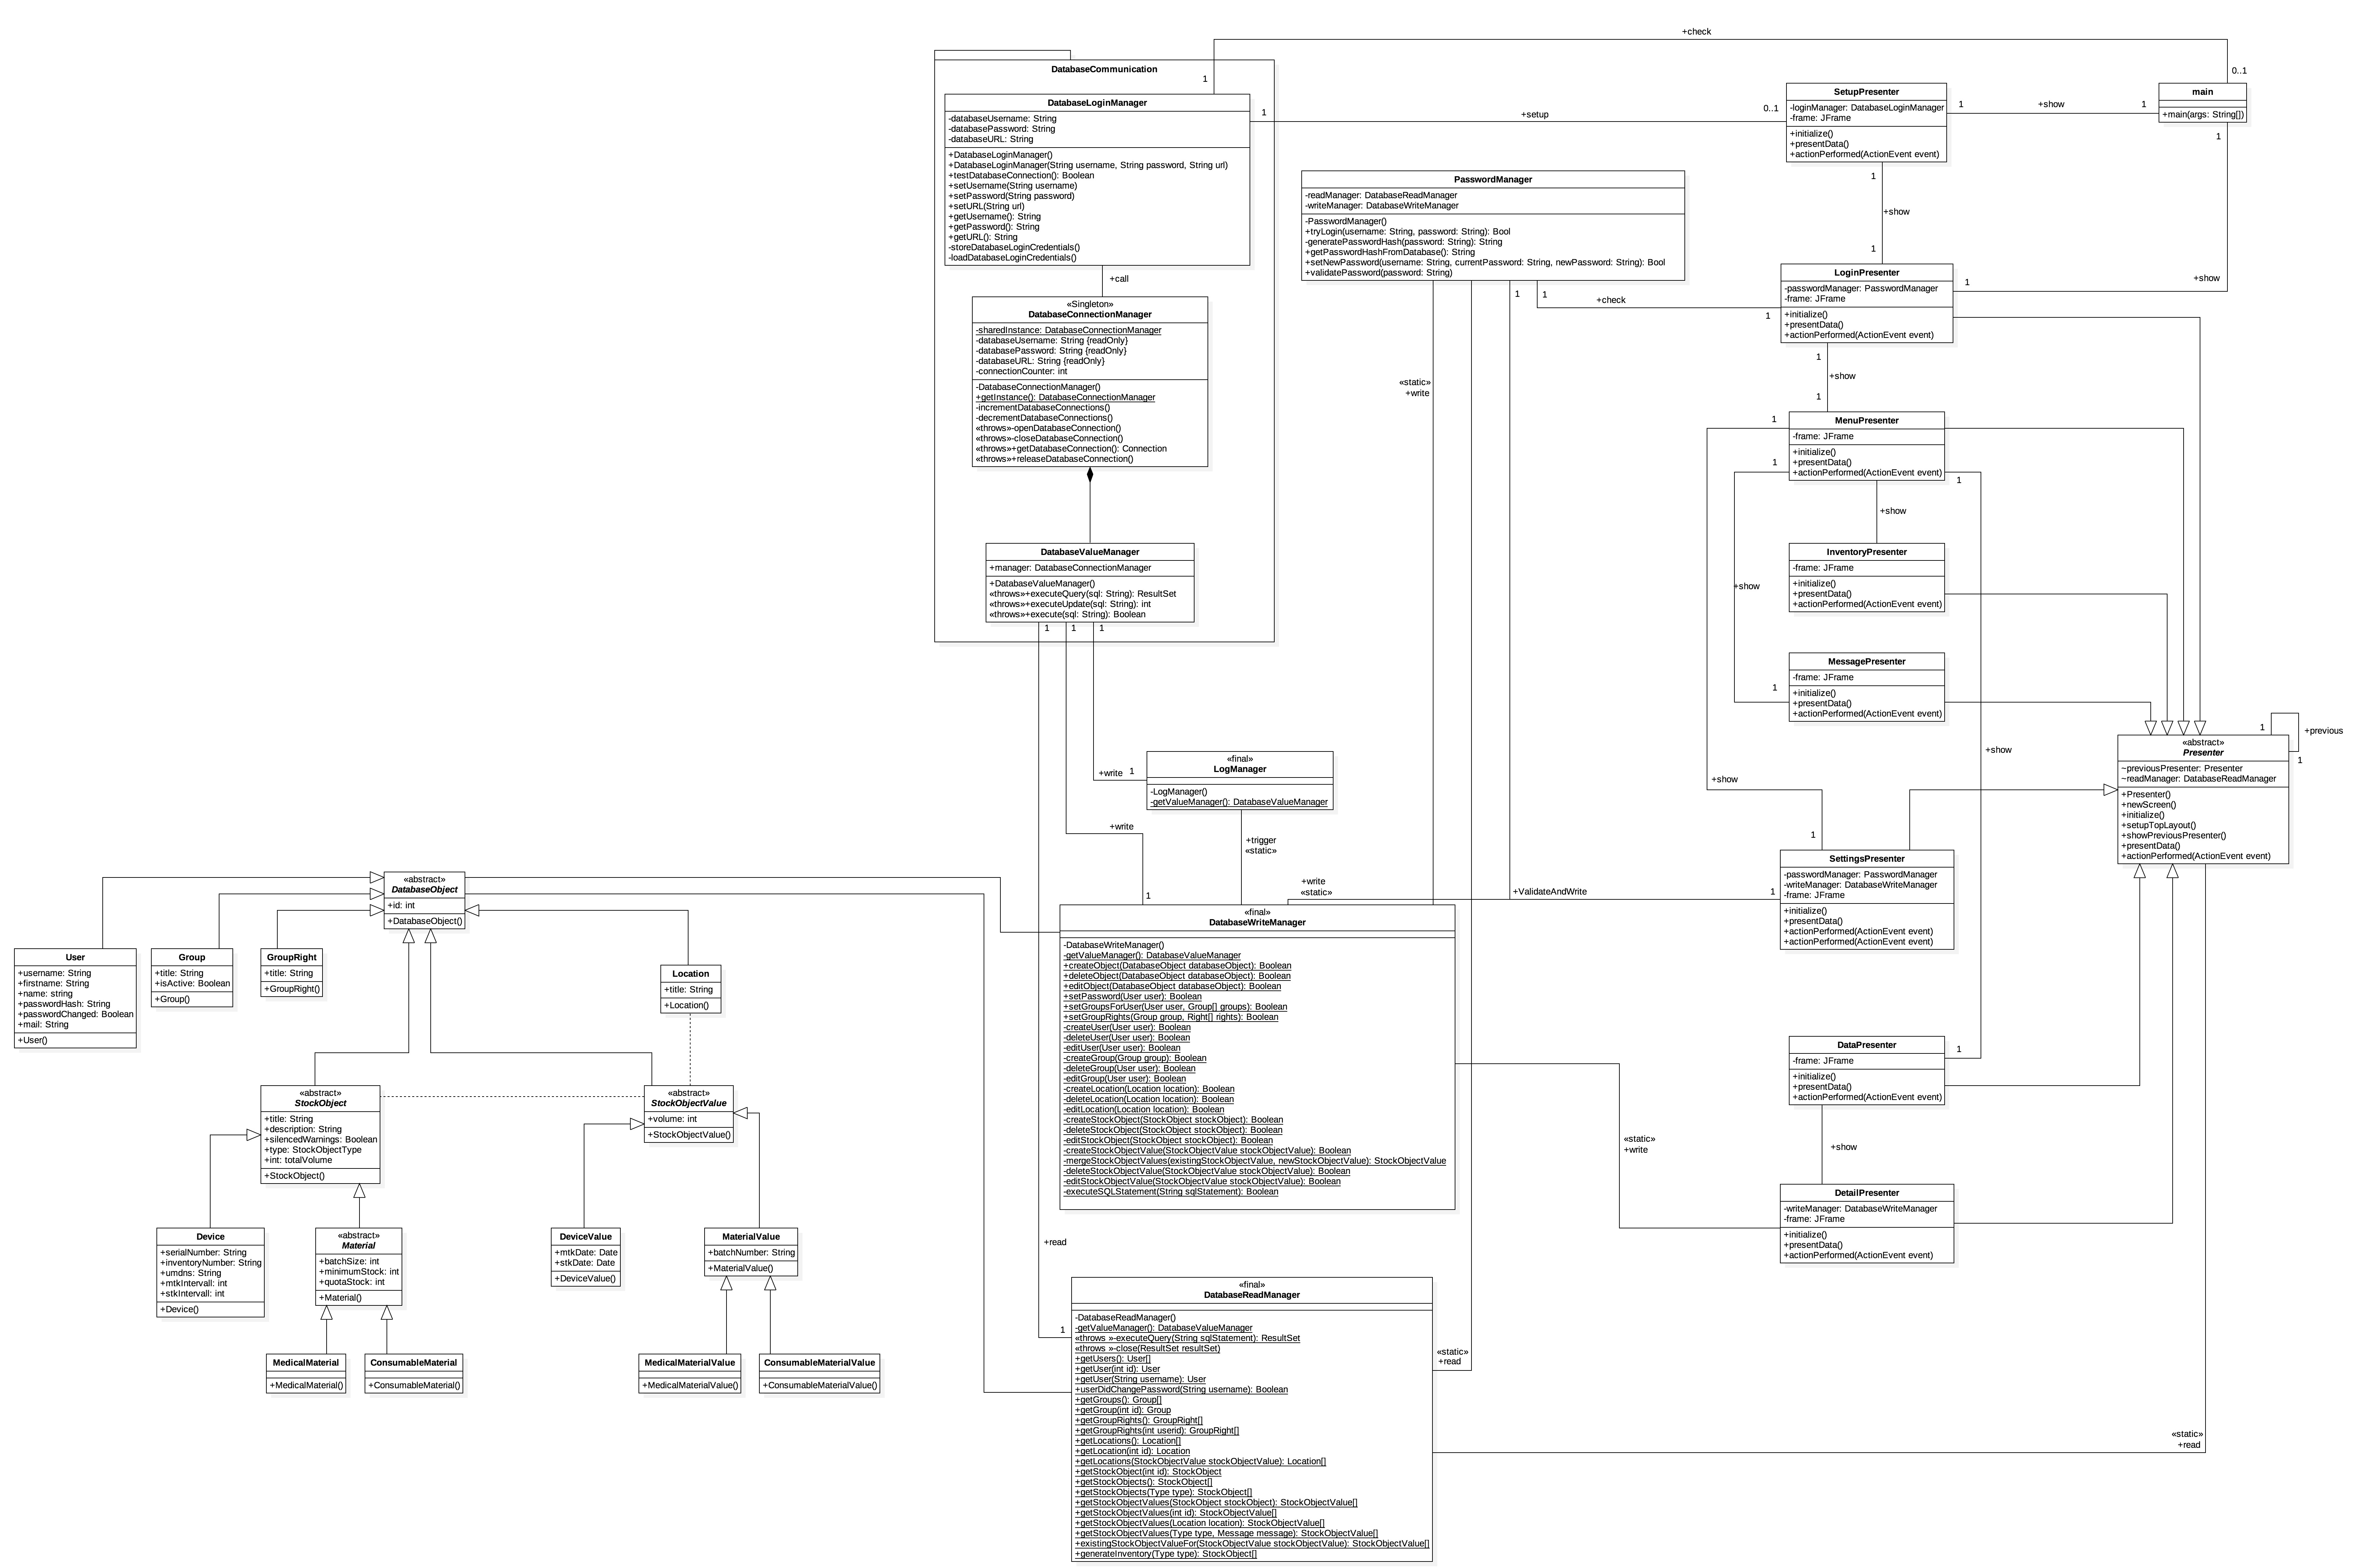 +check
DatabaseCommunication
1
0..1
DatabaseLoginManager
-databaseUsername: String
-databasePassword: String
-databaseURL: String
+DatabaseLoginManager()
+DatabaseLoginManager(String username, String password, String url)
+testDatabaseConnection(): Boolean
+setUsername(String username)
+setPassword(String password)
+setURL(String url)
+getUsername(): String
+getPassword(): String
+getURL(): String
-storeDatabaseLoginCredentials()
-loadDatabaseLoginCredentials()
1
+setup
0..1
SetupPresenter
-loginManager: DatabaseLoginManager
-frame: JFrame
+initialize()
+presentData()
+actionPerformed(ActionEvent event)
1
+show
1
main
+main(args: String[])
1
+call
«Singleton»
DatabaseConnectionManager
-sharedInstance: DatabaseConnectionManager
-databaseUsername: String {readOnly}
-databasePassword: String {readOnly}
-databaseURL: String {readOnly}
-connectionCounter: int
-DatabaseConnectionManager()
+getInstance(): DatabaseConnectionManager
-incrementDatabaseConnections()
-decrementDatabaseConnections()
«throws»-openDatabaseConnection()
«throws»-closeDatabaseConnection()
«throws»+getDatabaseConnection(): Connection
«throws»+releaseDatabaseConnection()
DatabaseValueManager
+manager: DatabaseConnectionManager
+DatabaseValueManager()
«throws»+executeQuery(sql: String): ResultSet
«throws»+executeUpdate(sql: String): int
«throws»+execute(sql: String): Boolean
1
1
1
PasswordManager
-readManager: DatabaseReadManager
-writeManager: DatabaseWriteManager
-PasswordManager()
+tryLogin(username: String, password: String): Bool
-generatePasswordHash(password: String): String
+getPasswordHashFromDatabase(): String
+setNewPassword(username: String, currentPassword: String, newPassword: String): Bool
+validatePassword(password: String)
1
1
+check
1
«static»
+write
1
+show
1
LoginPresenter
-passwordManager: PasswordManager
-frame: JFrame
+initialize()
+presentData()
+actionPerformed(ActionEvent event)
1
+show
1
+show
1
MenuPresenter
-frame: JFrame
+initialize()
+presentData()
+actionPerformed(ActionEvent event)
1
1
1
+show
InventoryPresenter
-frame: JFrame
+initialize()
+presentData()
+actionPerformed(ActionEvent event)
+show
MessagePresenter
-frame: JFrame
+initialize()
+presentData()
+actionPerformed(ActionEvent event)
1
+show
+show
1
«abstract»
Presenter
~previousPresenter: Presenter
~readManager: DatabaseReadManager
+Presenter()
+newScreen()
+initialize()
+setupTopLayout()
+showPreviousPresenter()
+presentData()
+actionPerformed(ActionEvent event)
1
+previous
1
+write
1
«final»
LogManager
-LogManager()
-getValueManager(): DatabaseValueManager
+write
1
+trigger
«static»
+write
«static»
+ValidateAndWrite
1
SettingsPresenter
-passwordManager: PasswordManager
-writeManager: DatabaseWriteManager
-frame: JFrame
+initialize()
+presentData()
+actionPerformed(ActionEvent event)
+actionPerformed(ActionEvent event)
«abstract»
DatabaseObject
+id: int
+DatabaseObject()
User
+username: String
+firstname: String
+name: string
+passwordHash: String
+passwordChanged: Boolean
+mail: String
+User()
Group
+title: String
+isActive: Boolean
+Group()
GroupRight
+title: String
+GroupRight()
Location
+title: String
+Location()
«abstract»
StockObject
+title: String
+description: String
+silencedWarnings: Boolean
+type: StockObjectType
+int: totalVolume
+StockObject()
«abstract»
StockObjectValue
+volume: int
+StockObjectValue()
Device
+serialNumber: String
+inventoryNumber: String
+umdns: String
+mtkIntervall: int
+stkIntervall: int
+Device()
«abstract»
Material
+batchSize: int
+minimumStock: int
+quotaStock: int
+Material()
DeviceValue
+mtkDate: Date
+stkDate: Date
+DeviceValue()
MaterialValue
+batchNumber: String
+MaterialValue()
MedicalMaterial
+MedicalMaterial()
ConsumableMaterial
+ConsumableMaterial()
MedicalMaterialValue
+MedicalMaterialValue()
ConsumableMaterialValue
+ConsumableMaterialValue()
«final»
DatabaseWriteManager
-DatabaseWriteManager()
-getValueManager(): DatabaseValueManager
+createObject(DatabaseObject databaseObject): Boolean
+deleteObject(DatabaseObject databaseObject): Boolean
+editObject(DatabaseObject databaseObject): Boolean
+setPassword(User user): Boolean
+setGroupsForUser(User user, Group[] groups): Boolean
+setGroupRights(Group group, Right[] rights): Boolean
-createUser(User user): Boolean
-deleteUser(User user): Boolean
-editUser(User user): Boolean
-createGroup(Group group): Boolean
-deleteGroup(User user): Boolean
-editGroup(User user): Boolean
-createLocation(Location location): Boolean
-deleteLocation(Location location): Boolean
-editLocation(Location location): Boolean
-createStockObject(StockObject stockObject): Boolean
-deleteStockObject(StockObject stockObject): Boolean
-editStockObject(StockObject stockObject): Boolean
-createStockObjectValue(StockObjectValue stockObjectValue): Boolean
-mergeStockObjectValues(existingStockObjectValue, newStockObjectValue): StockObjectValue
-deleteStockObjectValue(StockObjectValue stockObjectValue): Boolean
-editStockObjectValue(StockObjectValue stockObjectValue): Boolean
-executeSQLStatement(String sqlStatement): Boolean
«static»
+write
DataPresenter
-frame: JFrame
+initialize()
+presentData()
+actionPerformed(ActionEvent event)
1
+show
DetailPresenter
-writeManager: DatabaseWriteManager
-frame: JFrame
+initialize()
+presentData()
+actionPerformed(ActionEvent event)
+read
1
«final»
DatabaseReadManager
-DatabaseReadManager()
-getValueManager(): DatabaseValueManager
«throws »-executeQuery(String sqlStatement): ResultSet
«throws »-close(ResultSet resultSet)
+getUsers(): User[]
+getUser(int id): User
+getUser(String username): User
+userDidChangePassword(String username): Boolean
+getGroups(): Group[]
+getGroup(int id): Group
+getGroupRights(): GroupRight[]
+getGroupRights(int userid): GroupRight[]
+getLocations(): Location[]
+getLocation(int id): Location
+getLocations(StockObjectValue stockObjectValue): Location[]
+getStockObject(int id): StockObject
+getStockObjects(): StockObject[]
+getStockObjects(Type type): StockObject[]
+getStockObjectValues(StockObject stockObject): StockObjectValue[]
+getStockObjectValues(int id): StockObjectValue[]
+getStockObjectValues(Location location): StockObjectValue[]
+getStockObjectValues(Type type, Message message): StockObjectValue[]
+existingStockObjectValueFor(StockObjectValue stockObjectValue): StockObjectValue[]
+generateInventory(Type type): StockObject[]
«static»
+read
«static»
+read